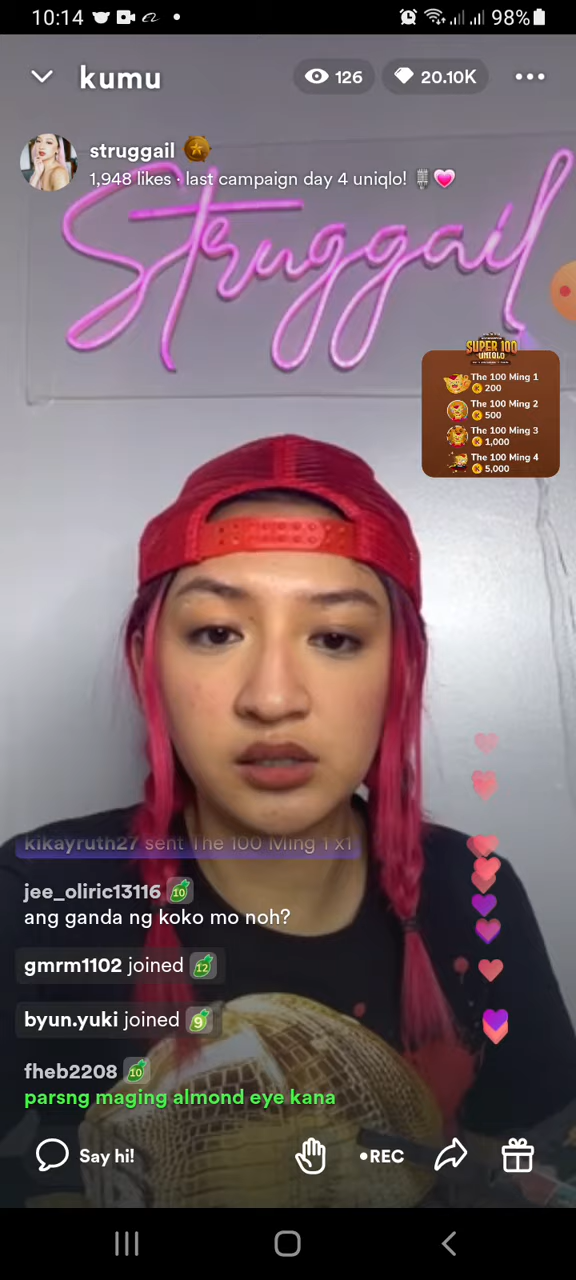 10:14
98%
kumu
126
20.10K
struggail
1,948 likes · last campaign day 4 uniqlo! 🎙️💗
Struggail
SUPER 100
UNTQLO
The 100 Ming 1
200
The 100 Ming 2
500
The 100 Ming 3
1,000
The 100 Ming 4
5,000
kikayruth27 sent The 100 Ming 1 x1
jee_oliric13116 10
ang ganda ng koko mo noh?
gmrm1102 joined 12
byun.yuki joined 9
fheb2208 10
parsng maging almond eye kana
Say hi!
•REC